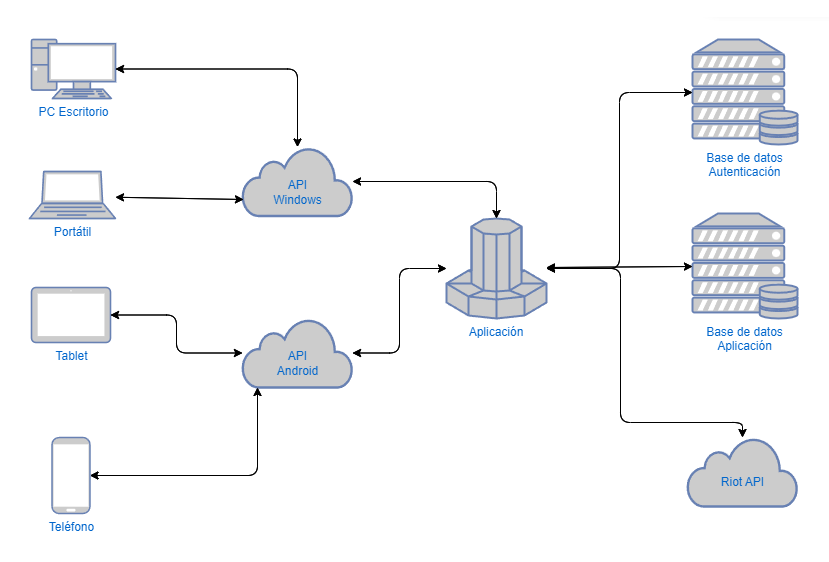 PC Escritorio
API
Windows
Base de datos
Autenticación
Portátil
Aplicación
Base de datos
Aplicación
Tablet
API
Android
Riot API
Teléfono